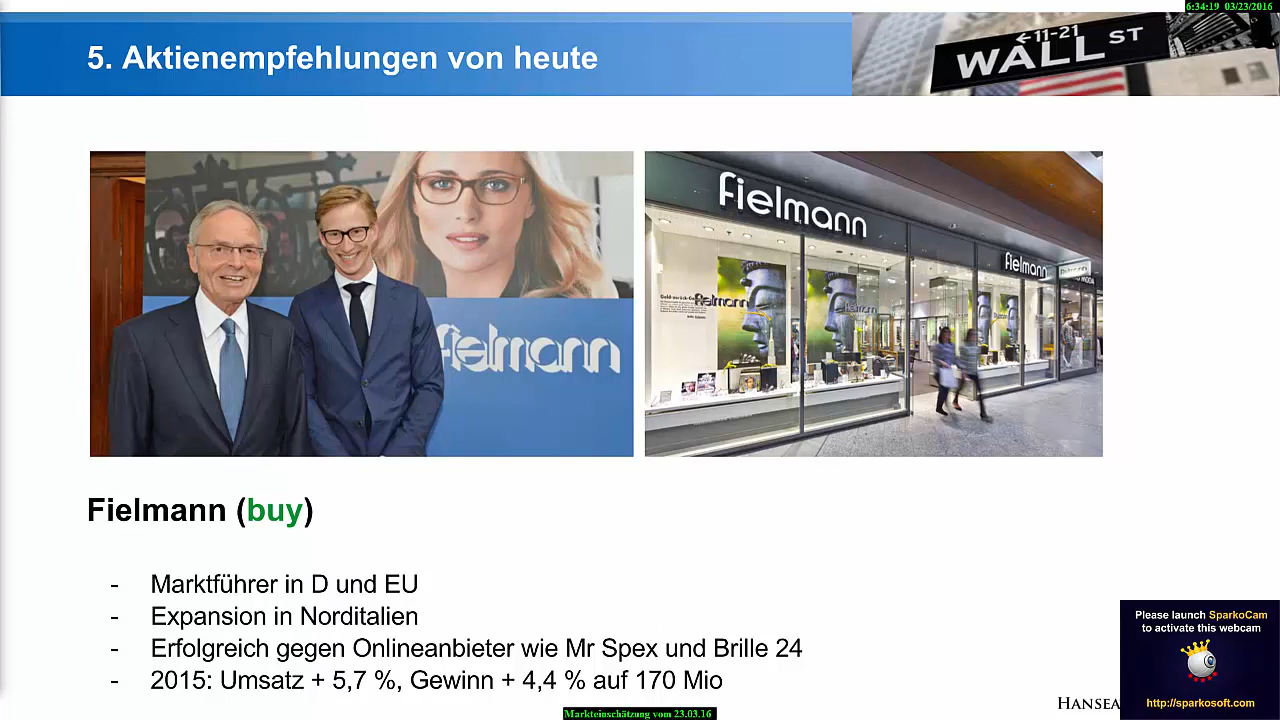 6:34:19 03/23/2016
5. Aktienempfehlungen von heute
←11-21
WALL ST
fielmann
fielmann
fielmann
fielmann
Fielmann (buy)
- Marktführer in D und EU
- Expansion in Norditalien
- Erfolgreich gegen Onlineanbieter wie Mr Spex und Brille 24
- 2015: Umsatz + 5,7 %, Gewinn + 4,4 % auf 170 Mio
Please launch SparkoCam
to activate this webcam
http://sparkosoft.com
HANSEA
Markteinschätzung vom 23.03.16